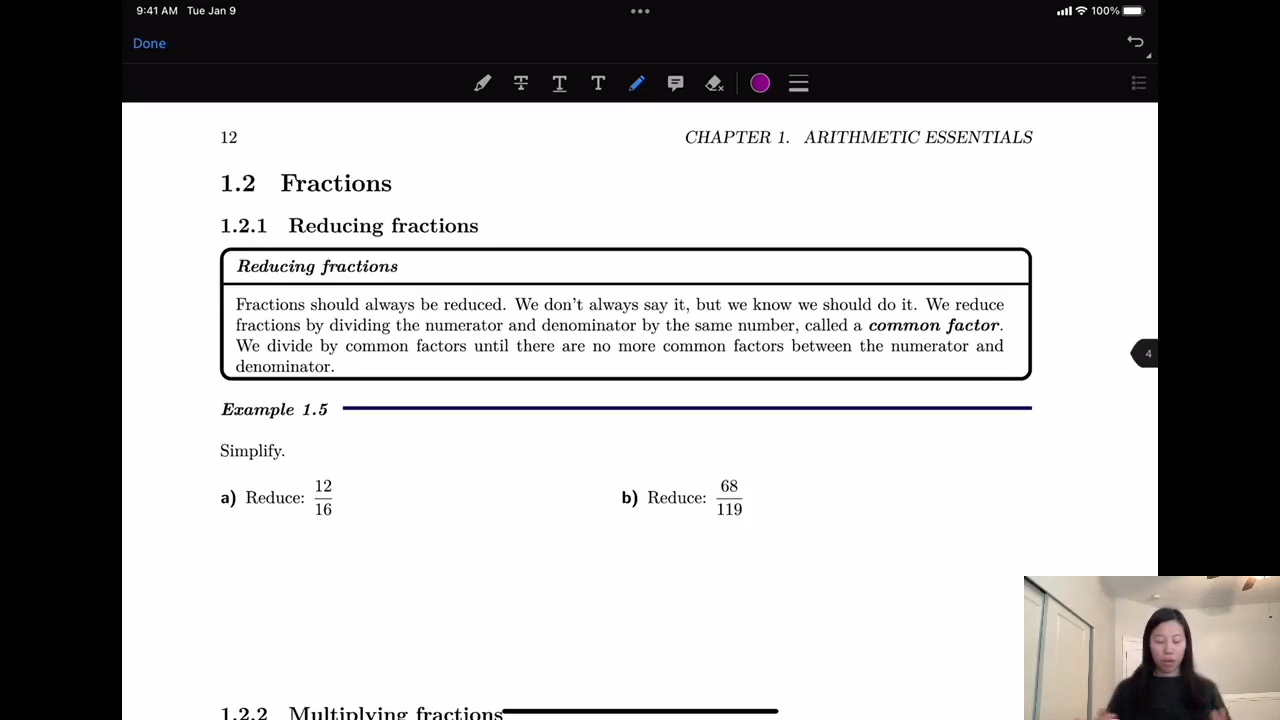 9:41 AM Tue Jan 9
100%
Done
12 CHAPTER 1. ARITHMETIC ESSENTIALS
1.2 Fractions
1.2.1 Reducing fractions
Reducing fractions
Fractions should always be reduced. We don't always say it, but we know we should do it. We reduce
fractions by dividing the numerator and denominator by the same number, called a common factor.
We divide by common factors until there are no more common factors between the numerator and
denominator.
4
Example 1.5
Simplify.
a) Reduce: 12/16 b) Reduce: 68/119
1.2.2 Multiplying fractions